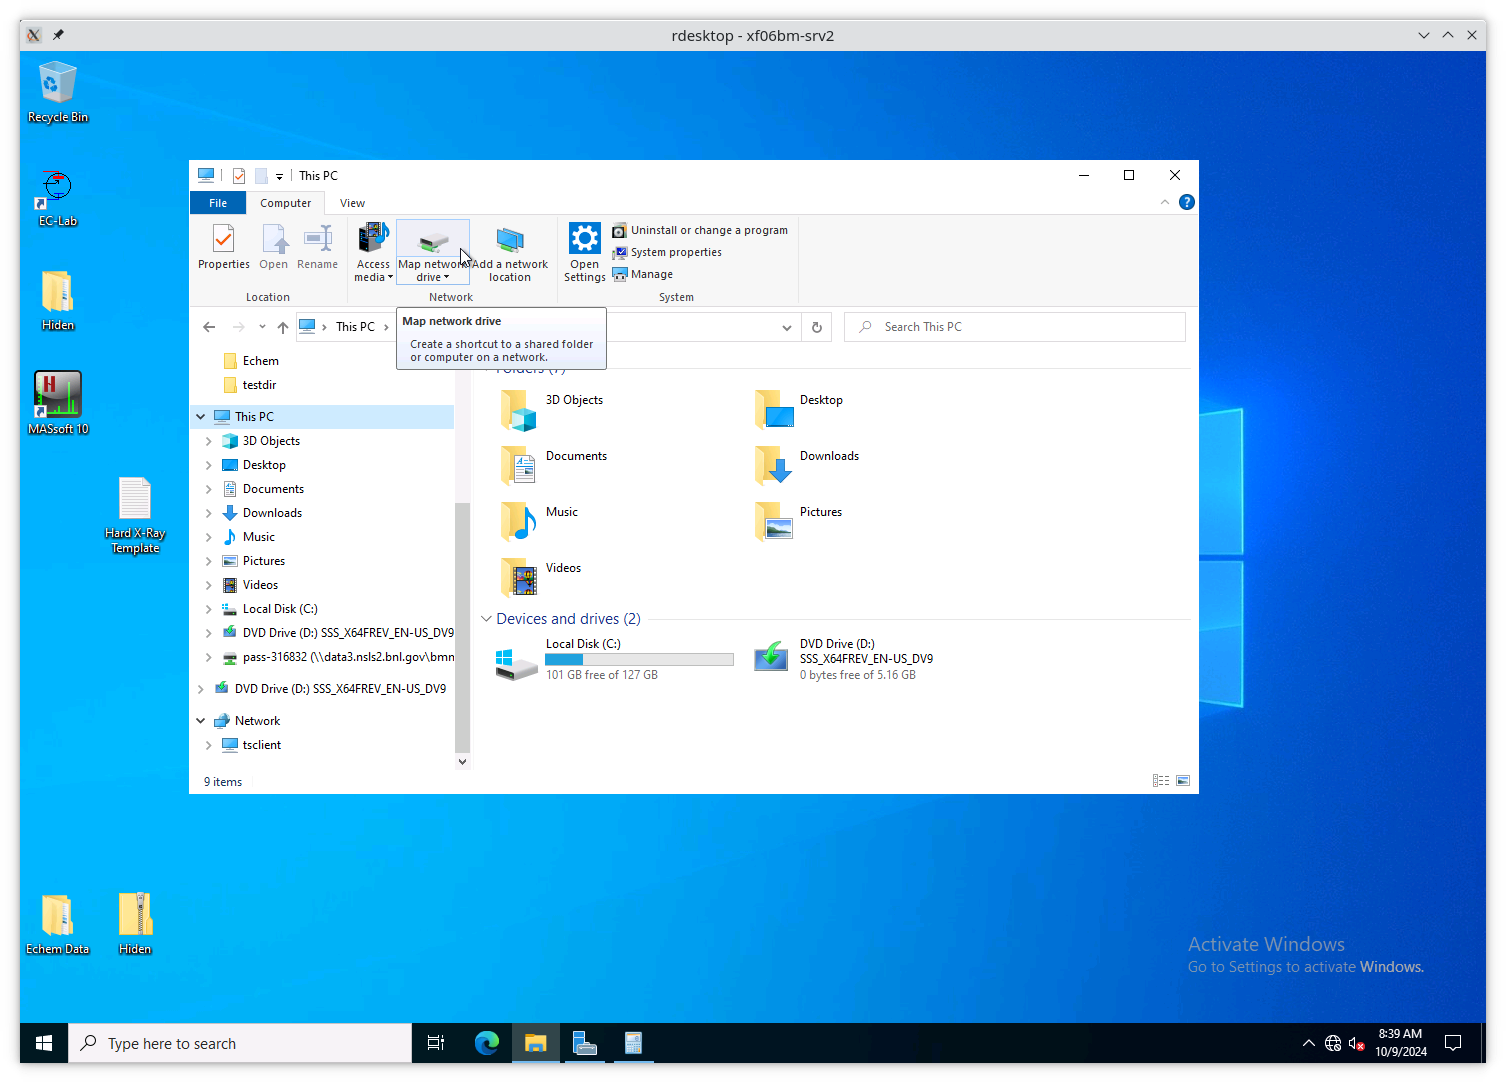 rdesktop - xf06bm-srv2
Recycle Bin
EC-Lab
Hiden
MASsoft 10
Hard X-Ray
Template
Echem Data
Hiden
This PC
File
Computer
View
Properties
Open
Rename
Location
Access
media
Map network
drive
Add a network
location
Network
Open
Settings
Uninstall or change a program
System properties
Manage
System
This PC
Search This PC
Map network drive
Create a shortcut to a shared folder
or computer on a network.
Echem
testdir
This PC
3D Objects
Desktop
Documents
Downloads
Music
Pictures
Videos
Local Disk (C:)
DVD Drive (D:) SSS_X64FREV_EN-US_DV9
pass-316832 (\\data3.nsls2.bnl.gov\bmn
DVD Drive (D:) SSS_X64FREV_EN-US_DV9
Network
tsclient
Folders (7)
3D Objects
Desktop
Documents
Downloads
Music
Pictures
Videos
Devices and drives (2)
Local Disk (C:)
101 GB free of 127 GB
DVD Drive (D:)
SSS_X64FREV_EN-US_DV9
0 bytes free of 5.16 GB
9 items
Activate Windows
Go to Settings to activate Windows.
Type here to search
8:39 AM
10/9/2024